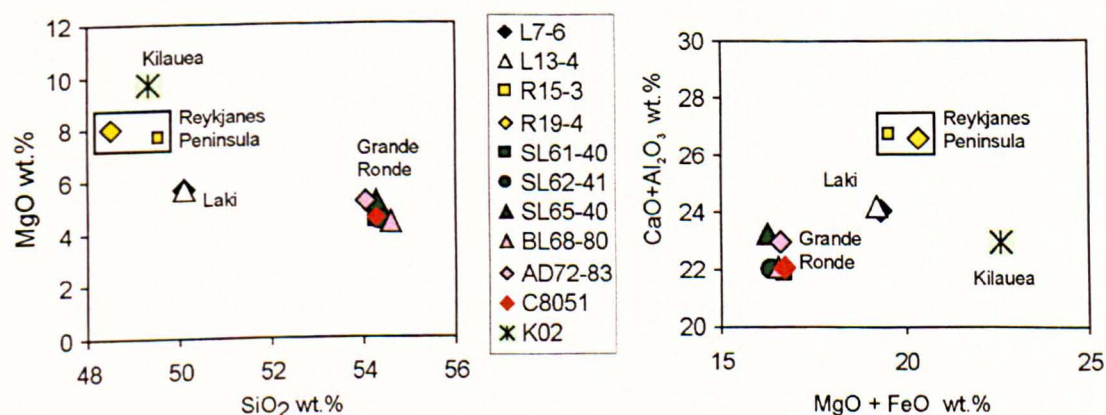 12
10
8
6
4
2
0
48
50
52
54
56
MgO wt.%
SiO₂ wt.%
Kilauea
Reykjanes
Peninsula
Laki
Grande
Ronde
L7-6
L13-4
R15-3
R19-4
SL61-40
SL62-41
SL65-40
BL68-80
AD72-83
C8051
K02
30
28
26
24
22
20
15
20
25
CaO+Al₂O₃ wt.%
MgO + FeO wt.%
Reykjanes
Peninsula
Laki
Grande
Ronde
Kilauea